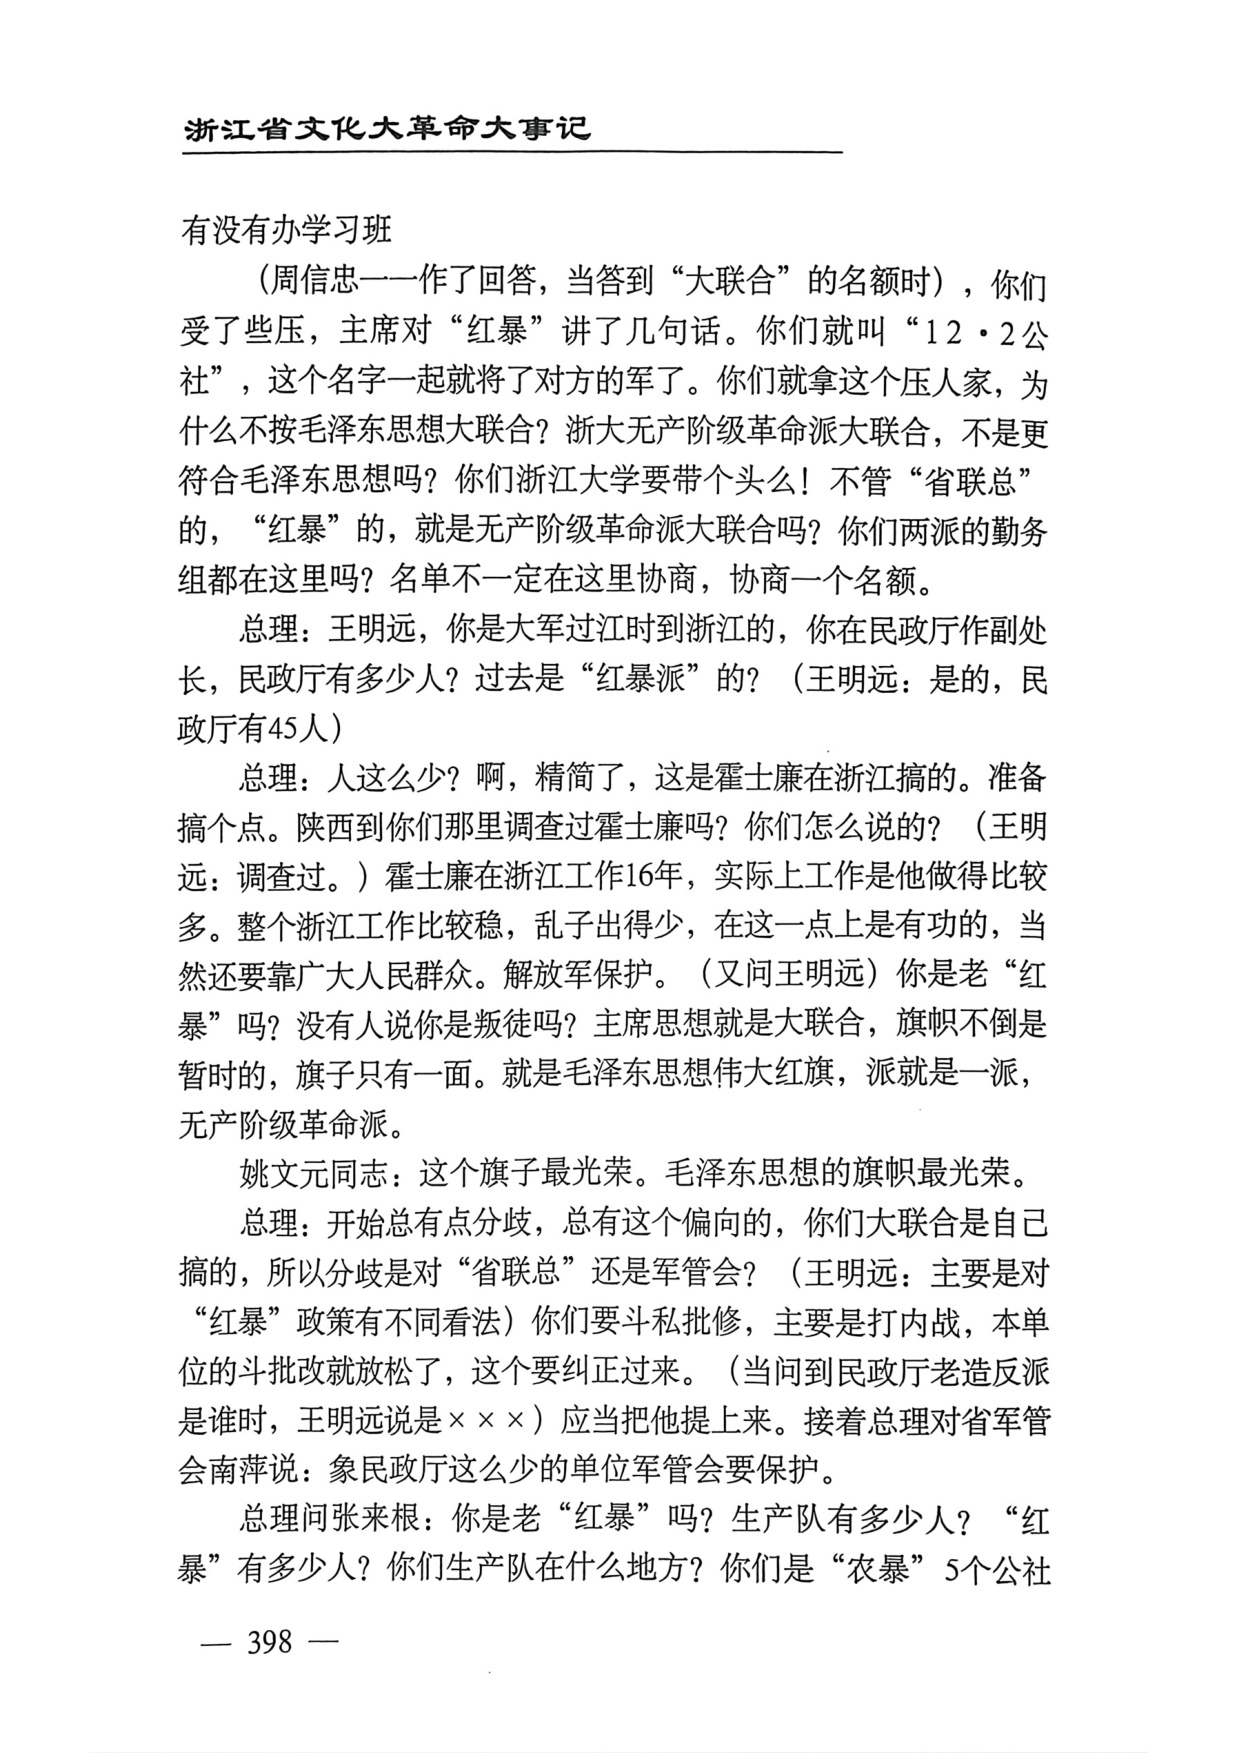 浙江省文化大革命大事记
有没有办学习班
（周信忠一一作了回答，当答到“大联合”的名额时），你们
受了些压，主席对“红暴”讲了几句话。你们就叫“12·2公
社”，这个名字一起就将了对方的军了。你们就拿这个压人家，为
什么不按毛泽东思想大联合？浙大无产阶级革命派大联合，不是更
符合毛泽东思想吗？你们浙江大学要带个头么！不管“省联总”
的，“红暴”的，就是无产阶级革命派大联合吗？你们两派的勤务
组都在这里吗？名单不一定在这里协商，协商一个名额。
总理：王明远，你是大军过江时到浙江的，你在民政厅作副处
长，民政厅有多少人？过去是“红暴派”的？（王明远：是的，民
政厅有45人）
总理：人这么少？啊，精简了，这是霍士廉在浙江搞的。准备
搞个点。陕西到你们那里调查过霍士廉吗？你们怎么说的？（王明
远：调查过。）霍士廉在浙江工作16年，实际上工作是他做得比较
多。整个浙江工作比较稳，乱子出得少，在这一点上是有功的，当
然还要靠广大人民群众。解放军保护。（又问王明远）你是老“红
暴”吗？没有人说你是叛徒吗？主席思想就是大联合，旗帜不倒是
暂时的，旗子只有一面。就是毛泽东思想伟大红旗，派就是一派，
无产阶级革命派。
姚文元同志：这个旗子最光荣。毛泽东思想的旗帜最光荣。
总理：开始总有点分歧，总有这个偏向的，你们大联合是自己
搞的，所以分歧是对“省联总”还是军管会？（王明远：主要是对
“红暴”政策有不同看法）你们要斗私批修，主要是打内战，本单
位的斗批改就放松了，这个要纠正过来。（当问到民政厅老造反派
是谁时，王明远说是×××）应当把他提上来。接着总理对省军管
会南萍说：象民政厅这么少的单位军管会要保护。
总理问张来根：你是老“红暴”吗？生产队有多少人？“红
暴”有多少人？你们生产队在什么地方？你们是“农暴”5个公社
— 398 —